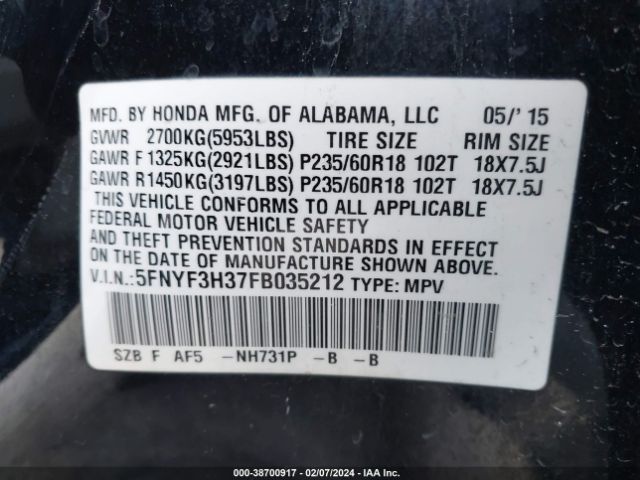 MFD. BY HONDA MFG. OF ALABAMA, LLC 05/'15
GVWR 2700KG(5953LBS) TIRE SIZE RIM SIZE
GAWR F 1325KG(2921LBS) P235/60R18 102T 18X7.5J
GAWR R1450KG(3197LBS) P235/60R18 102T 18X7.5J
THIS VEHICLE CONFORMS TO ALL APPLICABLE
FEDERAL MOTOR VEHICLE SAFETY
AND THEFT PREVENTION STANDARDS IN EFFECT
ON THE DATE OF MANUFACTURE SHOWN ABOVE.
V.I.N.:5FNYF3H37FB035212 TYPE: MPV
SZB F AF5 -NH731P -B -B
000-38700917 - 02/07/2024 - IAA Inc.